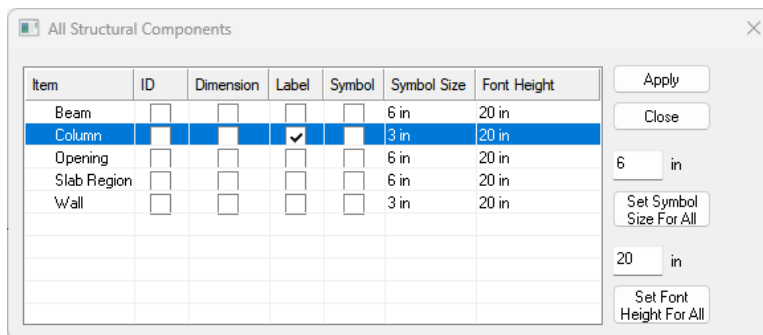 All Structural Components
Item ID Dimension Label Symbol Symbol Size Font Height
Beam 6 in 20 in
Column 3 in 20 in
Opening 6 in 20 in
Slab Region 6 in 20 in
Wall 3 in 20 in
Apply
Close
6 in
Set Symbol
Size For All
20 in
Set Font
Height For All